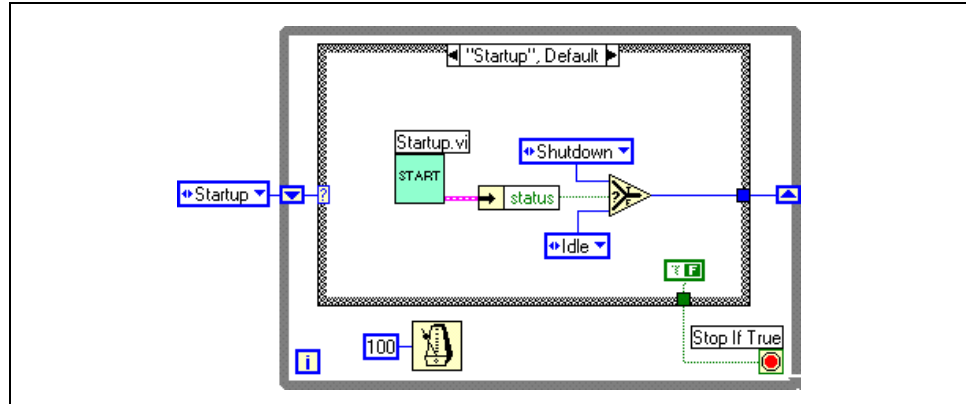 "Startup", Default
Startup.vi
START
Shutdown
status
Startup
?
?
T
F
Idle
F
100
i
Stop If True